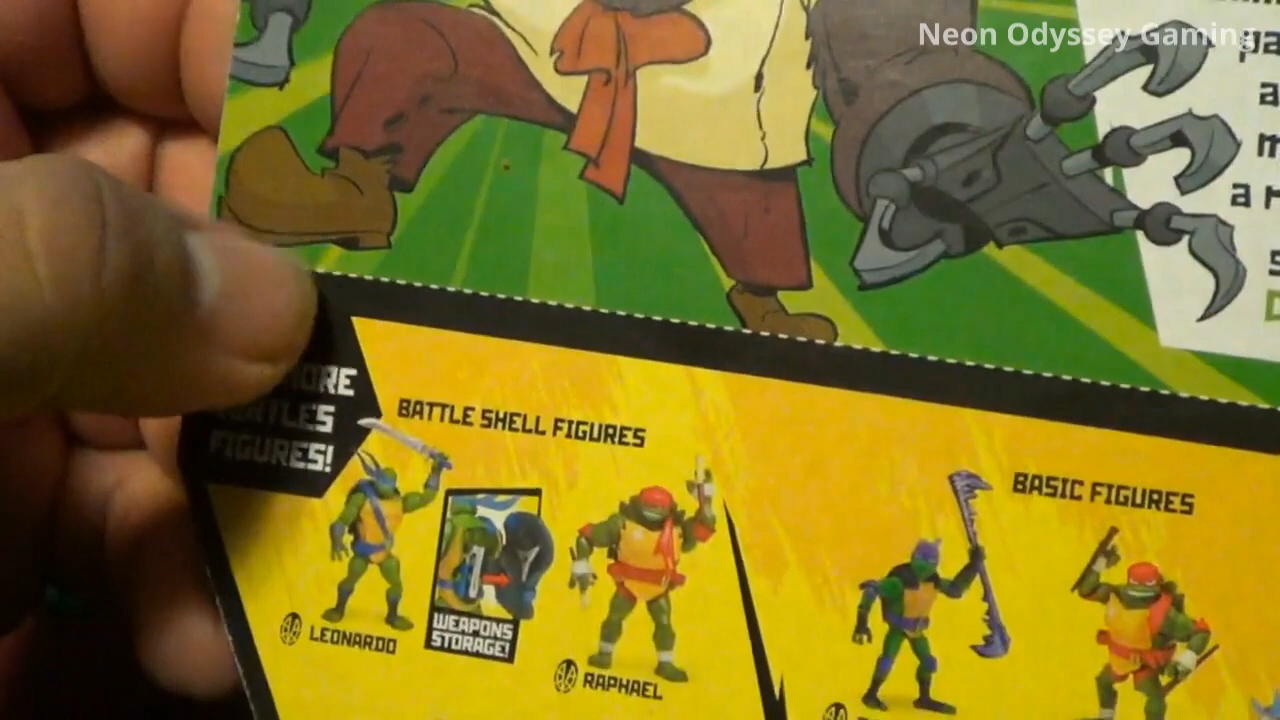 Neon Odyssey Gaming
a
FIGURES!
BATTLE SHELL FIGURES
BASIC FIGURES
WEAPONS
STORAGE!
LEONARDO
RAPHAEL